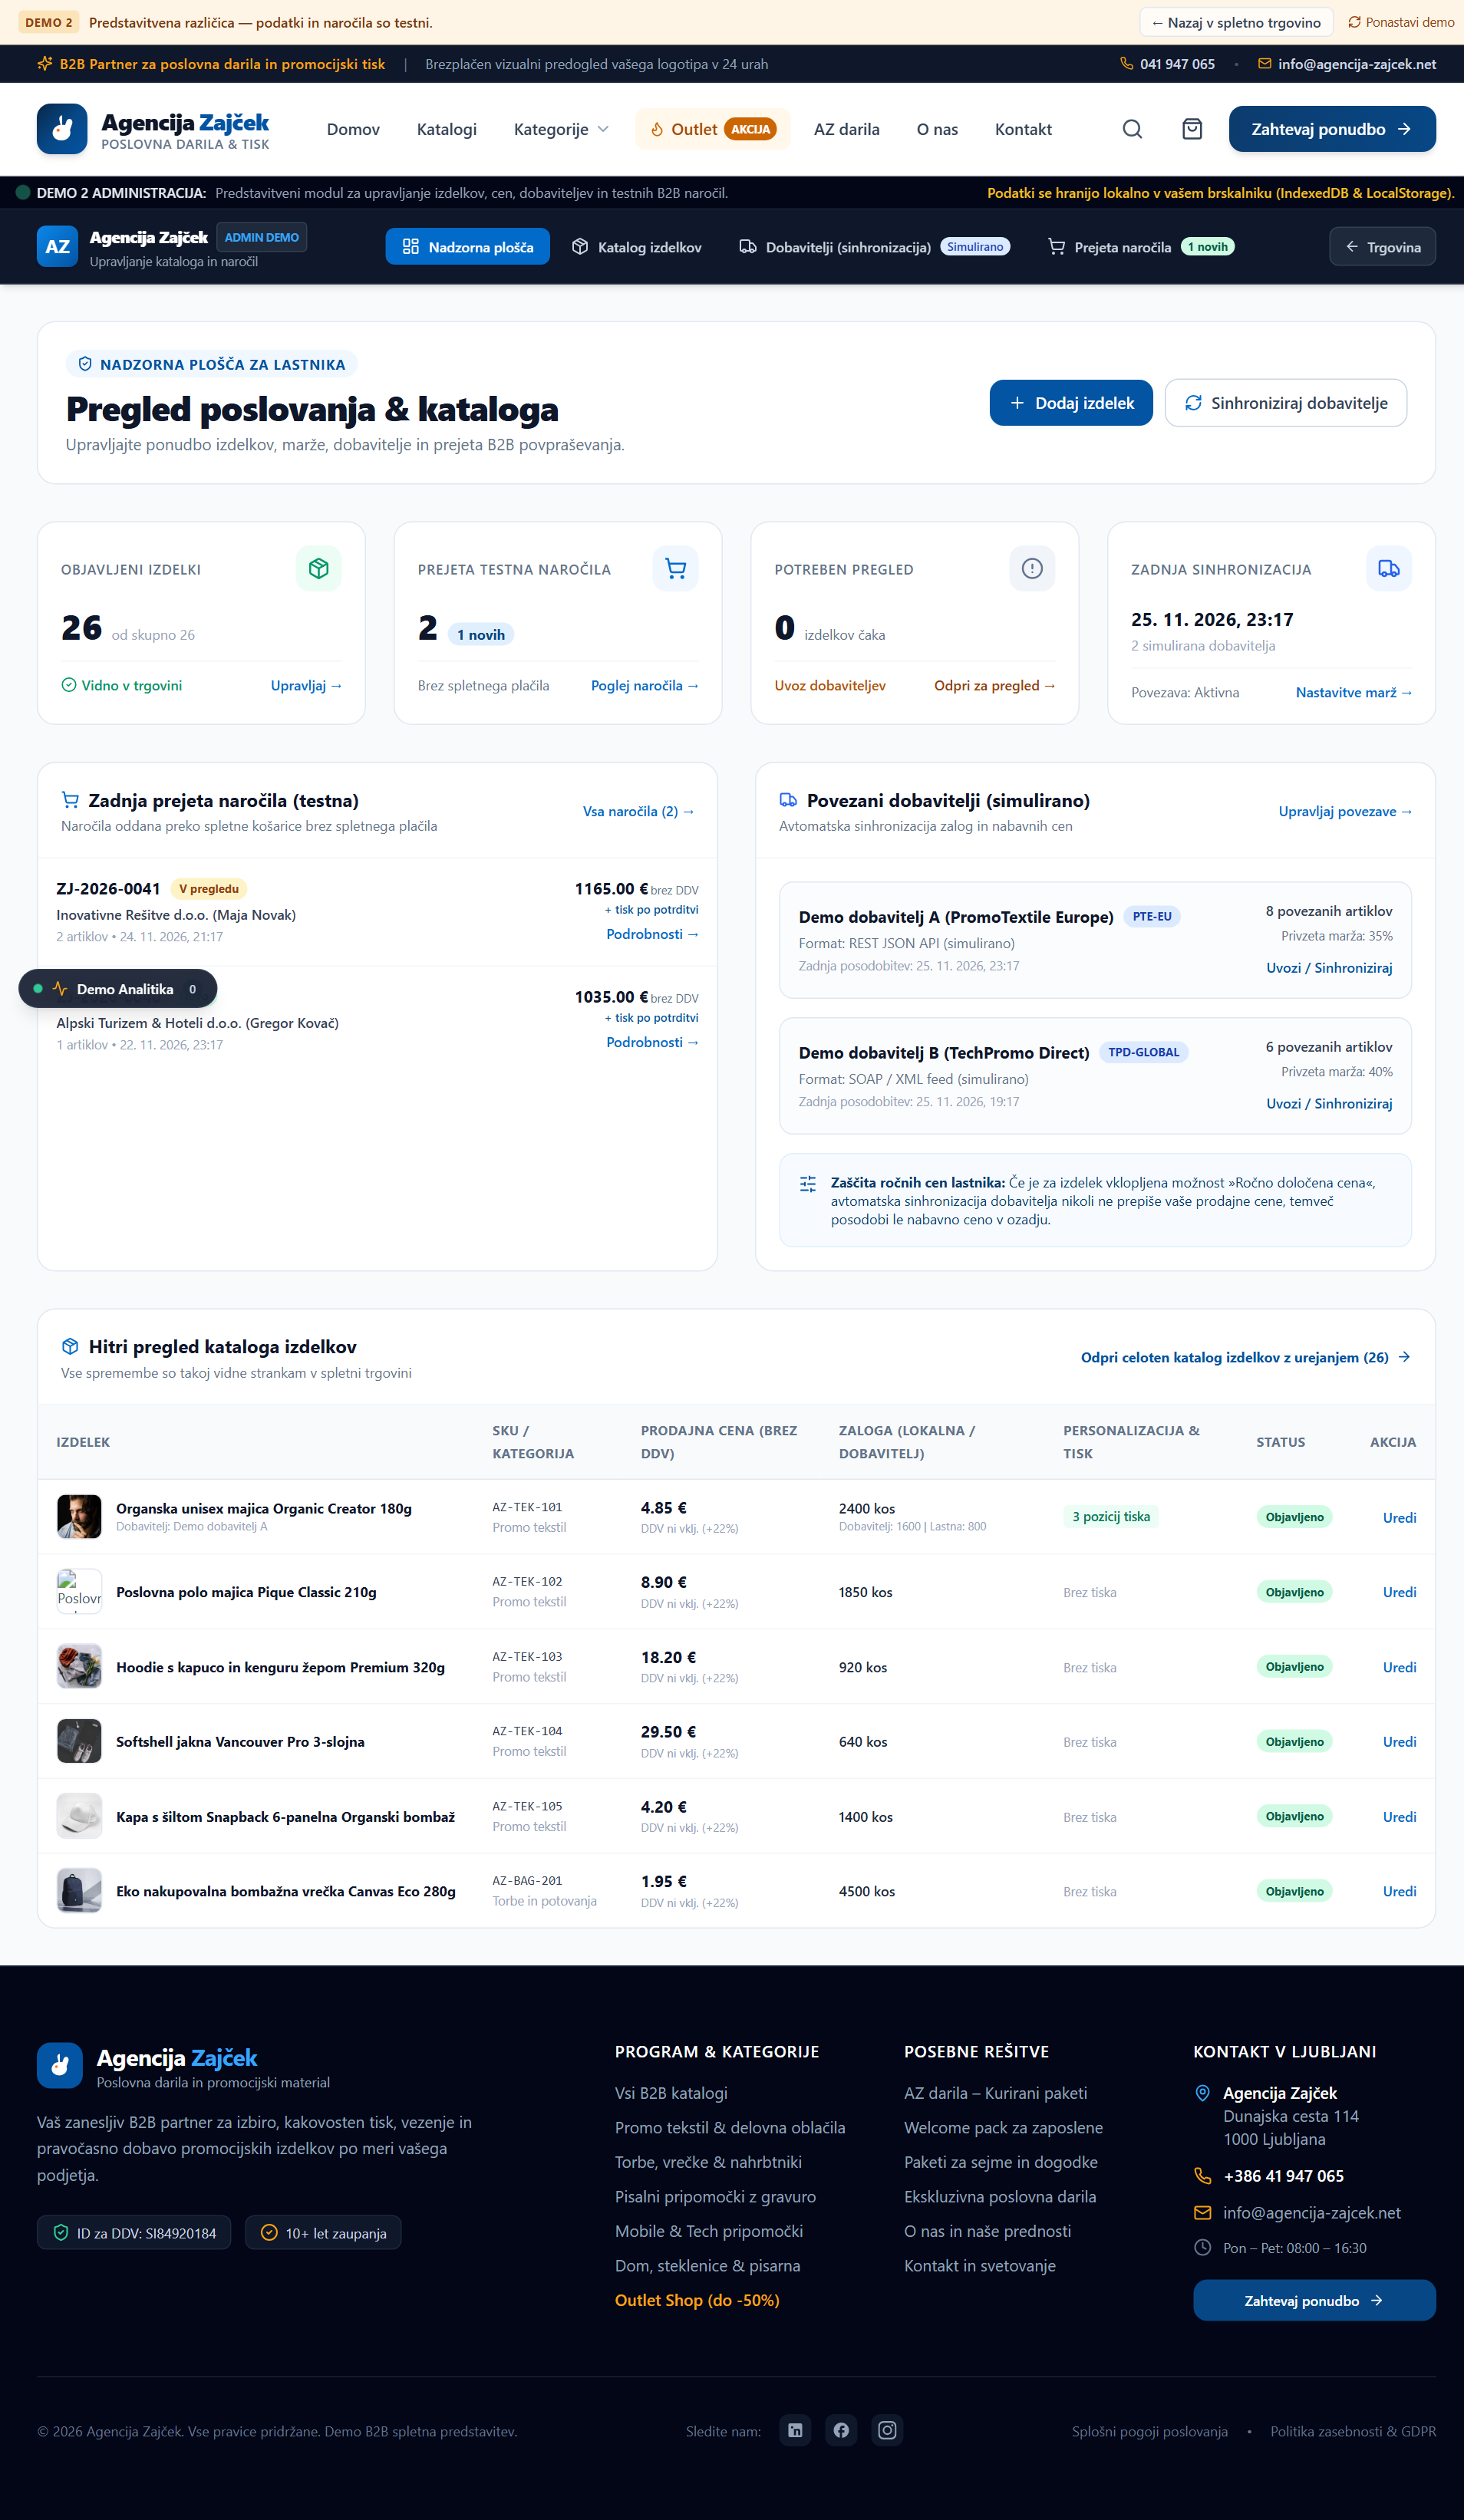 DEMO 2 Predstavitvena različica — podatki in naročila so testni. ← Nazaj v spletno trgovino Ponastavi demo
B2B Partner za poslovna darila in promocijski tisk | Brezplačen vizualni predogled vašega logotipa v 24 urah 041 947 065 • info@agencija-zajcek.net
Agencija Zajček
POSLOVNA DARILA & TISK
Domov Katalogi Kategorije Outlet AKCIJA AZ darila O nas Kontakt Zahtevaj ponudbo →
DEMO 2 ADMINISTRACIJA: Predstavitveni modul za upravljanje izdelkov, cen, dobaviteljev in testnih B2B naročil. Podatki se hranijo lokalno v vašem brskalniku (IndexedDB & LocalStorage).
AZ Agencija Zajček ADMIN DEMO
Upravljanje kataloga in naročil
Nadzorna plošča Katalog izdelkov Dobavitelji (sinhronizacija) Simulirano Prejeta naročila 1 novih ← Trgovina
NADZORNA PLOŠČA ZA LASTNIKA
Pregled poslovanja & kataloga
Upravljajte ponudbo izdelkov, marže, dobavitelje in prejeta B2B povpraševanja.
+ Dodaj izdelek Sinhroniziraj dobavitelje
OBJAVLJENI IZDELKI
26 od skupno 26
Vidno v trgovini Upravljaj →
PREJETA TESTNA NAROČILA
2 1 novih
Brez spletnega plačila Poglej naročila →
POTREBEN PREGLED
0 izdelkov čaka
Uvoz dobaviteljev Odpri za pregled →
ZADNJA SINHRONIZACIJA
25. 11. 2026, 23:17
2 simulirana dobavitelja
Povezava: Aktivna Nastavitve marž →
Zadnja prejeta naročila (testna)
Naročila oddana preko spletne košarice brez spletnega plačila
Vsa naročila (2) →
ZJ-2026-0041 V pregledu 1165.00 € brez DDV
Inovativne Rešitve d.o.o. (Maja Novak) + tisk po potrditvi
2 artiklov • 24. 11. 2026, 21:17 Podrobnosti →
Demo Analitika 0 1035.00 € brez DDV
Alpski Turizem & Hoteli d.o.o. (Gregor Kovač) + tisk po potrditvi
1 artiklov • 22. 11. 2026, 23:17 Podrobnosti →
Povezani dobavitelji (simulirano)
Avtomatska sinhronizacija zalog in nabavnih cen
Upravljaj povezave →
Demo dobavitelj A (PromoTextile Europe) PTE-EU 8 povezanih artiklov
Format: REST JSON API (simulirano) Privzeta marža: 35%
Zadnja posodobitev: 25. 11. 2026, 23:17 Uvozi / Sinhroniziraj
Demo dobavitelj B (TechPromo Direct) TPD-GLOBAL 6 povezanih artiklov
Format: SOAP / XML feed (simulirano) Privzeta marža: 40%
Zadnja posodobitev: 25. 11. 2026, 19:17 Uvozi / Sinhroniziraj
Zaščita ročnih cen lastnika: Če je za izdelek vklopljena možnost »Ročno določena cena«,
avtomatska sinhronizacija dobavitelja nikoli ne prepiše vaše prodajne cene, temveč
posodobi le nabavno ceno v ozadju.
Hitri pregled kataloga izdelkov
Vse spremembe so takoj vidne strankam v spletni trgovini
Odpri celoten katalog izdelkov z urejanjem (26) →
IZDELEK SKU / KATEGORIJA PRODAJNA CENA (BREZ DDV) ZALOGA (LOKALNA / DOBAVITELJ) PERSONALIZACIJA & TISK STATUS AKCIJA
Organska unisex majica Organic Creator 180g AZ-TEK-101 4.85 € 2400 kos 3 pozicij tiska Objavljeno Uredi
Dobavitelj: Demo dobavitelj A Promo tekstil DDV ni vklj. (+22%) Dobavitelj: 1600 | Lastna: 800
Poslovna polo majica Pique Classic 210g AZ-TEK-102 8.90 € 1850 kos Brez tiska Objavljeno Uredi
Promo tekstil DDV ni vklj. (+22%)
Hoodie s kapuco in kenguru žepom Premium 320g AZ-TEK-103 18.20 € 920 kos Brez tiska Objavljeno Uredi
Promo tekstil DDV ni vklj. (+22%)
Softshell jakna Vancouver Pro 3-slojna AZ-TEK-104 29.50 € 640 kos Brez tiska Objavljeno Uredi
Promo tekstil DDV ni vklj. (+22%)
Kapa s šiltom Snapback 6-panelna Organski bombaž AZ-TEK-105 4.20 € 1400 kos Brez tiska Objavljeno Uredi
Promo tekstil DDV ni vklj. (+22%)
Eko nakupovalna bombažna vrečka Canvas Eco 280g AZ-BAG-201 1.95 € 4500 kos Brez tiska Objavljeno Uredi
Torbe in potovanja DDV ni vklj. (+22%)
Agencija Zajček
Poslovna darila in promocijski material
Vaš zanesljiv B2B partner za izbiro, kakovosten tisk, vezenje in
pravočasno dobavo promocijskih izdelkov po meri vašega
podjetja.
ID za DDV: SI84920184 10+ let zaupanja
PROGRAM & KATEGORIJE
Vsi B2B katalogi
Promo tekstil & delovna oblačila
Torbe, vrečke & nahrbtniki
Pisalni pripomočki z gravuro
Mobile & Tech pripomočki
Dom, steklenice & pisarna
Outlet Shop (do -50%)
POSEBNE REŠITVE
AZ darila – Kurirani paketi
Welcome pack za zaposlene
Paketi za sejme in dogodke
Ekskluzivna poslovna darila
O nas in naše prednosti
Kontakt in svetovanje
KONTAKT V LJUBLJANI
Agencija Zajček
Dunajska cesta 114
1000 Ljubljana
+386 41 947 065
info@agencija-zajcek.net
Pon – Pet: 08:00 – 16:30
Zahtevaj ponudbo →
© 2026 Agencija Zajček. Vse pravice pridržane. Demo B2B spletna predstavitev. Sledite nam: Splošni pogoji poslovanja • Politika zasebnosti & GDPR